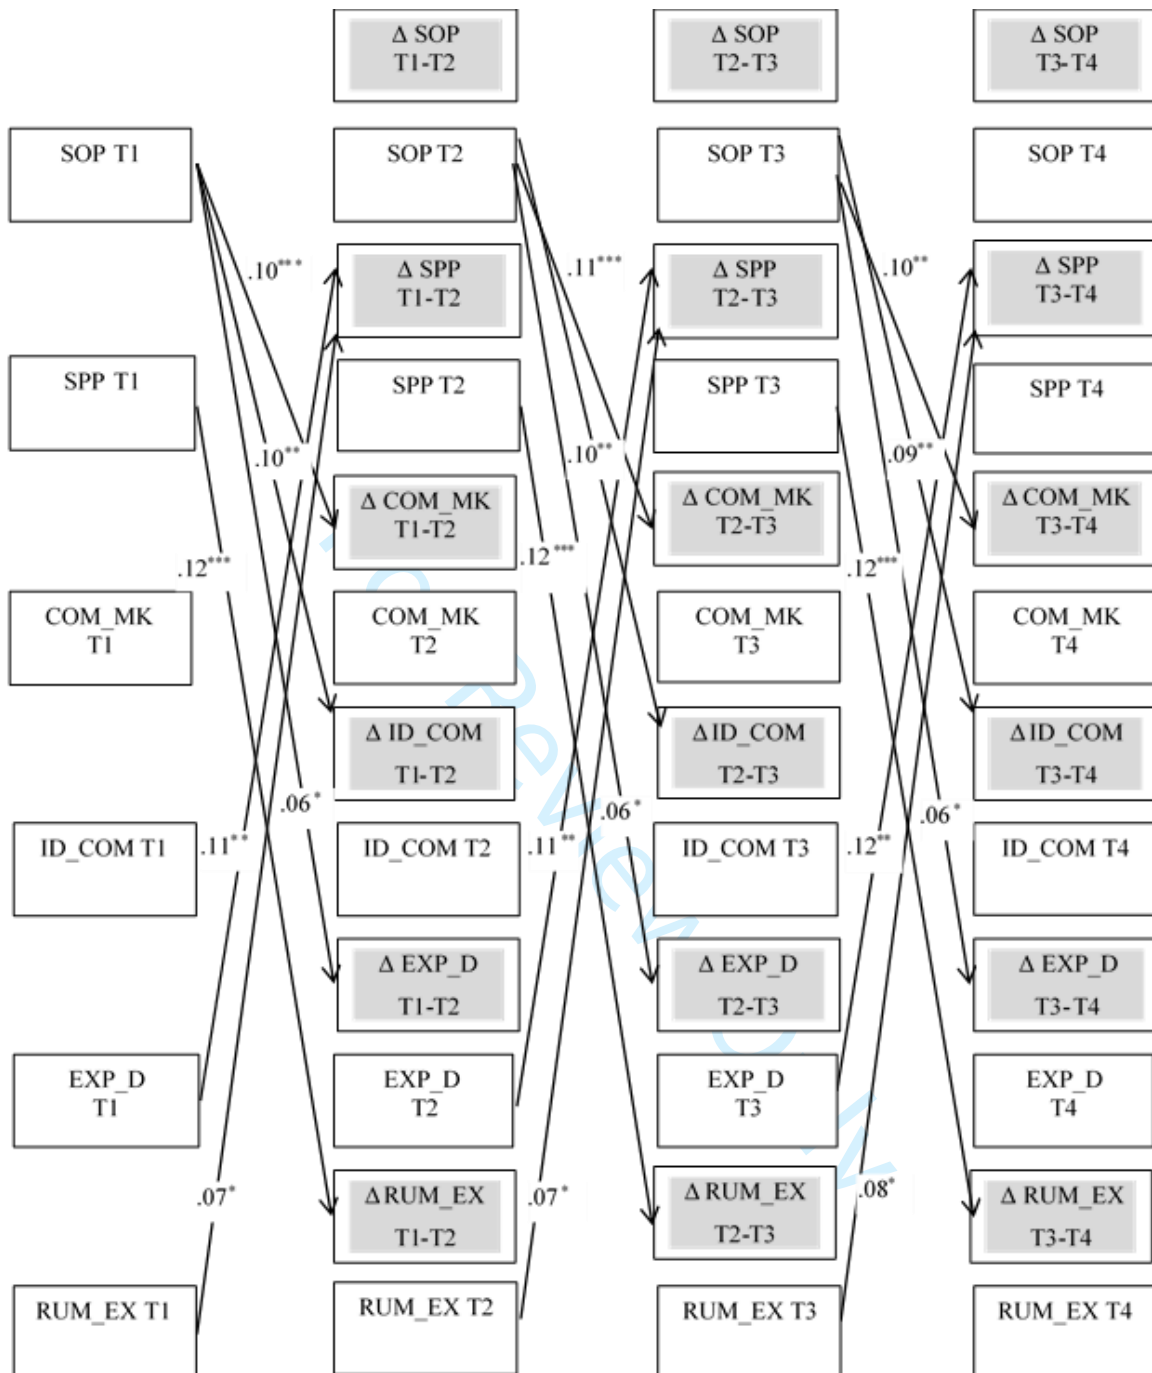 Δ SOP
T1-T2
Δ SOP
T2-T3
Δ SOP
T3-T4
SOP T1
SOP T2
SOP T3
SOP T4
.10***
.11***
.10**
Δ SPP
T1-T2
Δ SPP
T2-T3
Δ SPP
T3-T4
SPP T1
SPP T2
SPP T3
SPP T4
.10**
.10**
.09**
Δ COM_MK
T1-T2
Δ COM_MK
T2-T3
Δ COM_MK
T3-T4
.12***
.12***
.12***
COM_MK
T1
COM_MK
T2
COM_MK
T3
COM_MK
T4
Δ ID_COM
T1-T2
Δ ID_COM
T2-T3
Δ ID_COM
T3-T4
.06*
.06*
.06*
ID_COM T1
.11**
ID_COM T2
.11**
ID_COM T3
.12**
ID_COM T4
Δ EXP_D
T1-T2
Δ EXP_D
T2-T3
Δ EXP_D
T3-T4
EXP_D
T1
EXP_D
T2
EXP_D
T3
EXP_D
T4
.07*
.07*
.08*
Δ RUM_EX
T1-T2
Δ RUM_EX
T2-T3
Δ RUM_EX
T3-T4
RUM_EX T1
RUM_EX T2
RUM_EX T3
RUM_EX T4
Review